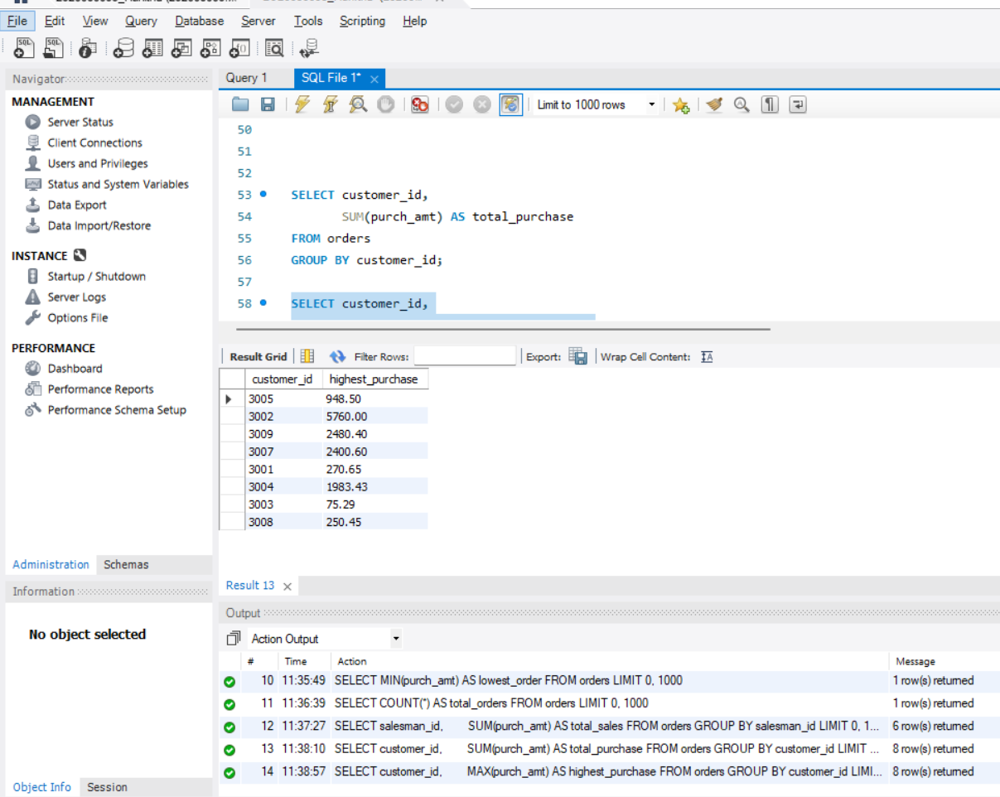 File Edit View Query Database Server Tools Scripting Help
Navigator
MANAGEMENT
Server Status
Client Connections
Users and Privileges
Status and System Variables
Data Export
Data Import/Restore
INSTANCE
Startup / Shutdown
Server Logs
Options File
PERFORMANCE
Dashboard
Performance Reports
Performance Schema Setup
Administration Schemas
Information
No object selected
Object Info Session
Query 1 SQL File 1*
Limit to 1000 rows
50
51
52
53 SELECT customer_id,
54 SUM(purch_amt) AS total_purchase
55 FROM orders
56 GROUP BY customer_id;
57
58 SELECT customer_id,
Result Grid Filter Rows: Export: Wrap Cell Content:
customer_id highest_purchase
3005 948.50
3002 5760.00
3009 2480.40
3007 2400.60
3001 270.65
3004 1983.43
3003 75.29
3008 250.45
Result 13
Output
Action Output
# Time Action Message
10 11:35:49 SELECT MIN(purch_amt) AS lowest_order FROM orders LIMIT 0, 1000 1 row(s) returned
11 11:36:39 SELECT COUNT(*) AS total_orders FROM orders LIMIT 0, 1000 1 row(s) returned
12 11:37:27 SELECT salesman_id, SUM(purch_amt) AS total_sales FROM orders GROUP BY salesman_id LIMIT 0, 1... 6 row(s) returned
13 11:38:10 SELECT customer_id, SUM(purch_amt) AS total_purchase FROM orders GROUP BY customer_id LIMIT ... 8 row(s) returned
14 11:38:57 SELECT customer_id, MAX(purch_amt) AS highest_purchase FROM orders GROUP BY customer_id LIMI... 8 row(s) returned